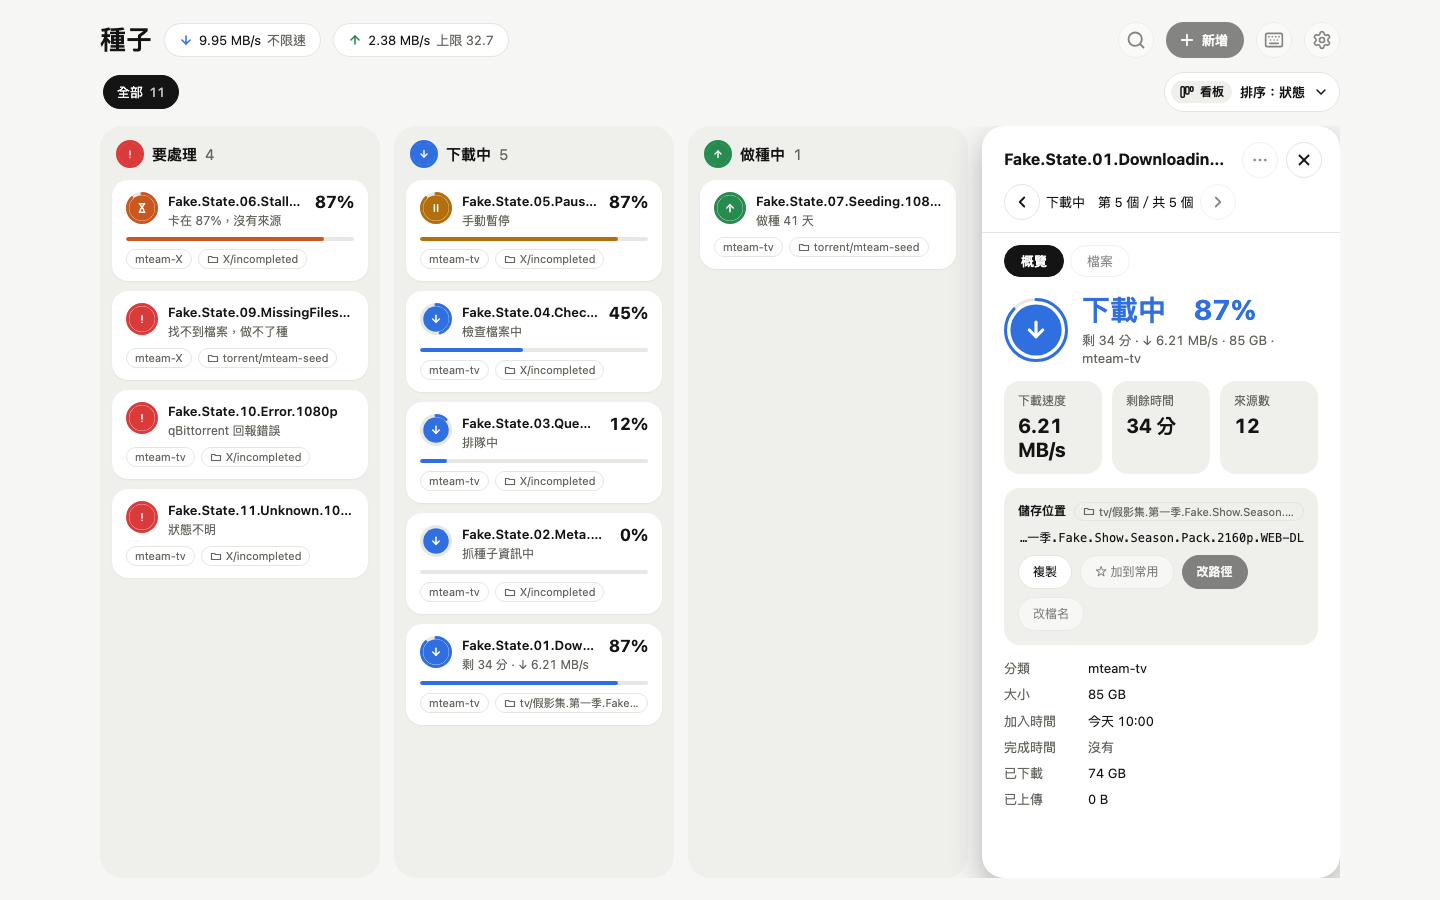 種子
9.95 MB/s 不限速
2.38 MB/s 上限 32.7
新增
全部 11
看板 排序：狀態
要處理 4
Fake.State.06.Stall... 87%
卡在 87%，沒有來源
mteam-X X/incompleted
Fake.State.09.MissingFiles...
找不到檔案，做不了種
mteam-X torrent/mteam-seed
Fake.State.10.Error.1080p
qBittorrent 回報錯誤
mteam-tv X/incompleted
Fake.State.11.Unknown.10...
狀態不明
mteam-tv X/incompleted
下載中 5
Fake.State.05.Paus... 87%
手動暫停
mteam-tv X/incompleted
Fake.State.04.Chec... 45%
檢查檔案中
mteam-tv X/incompleted
Fake.State.03.Que... 12%
排隊中
mteam-tv X/incompleted
Fake.State.02.Meta.... 0%
抓種子資訊中
mteam-tv X/incompleted
Fake.State.01.Dow... 87%
剩 34 分 · ↓ 6.21 MB/s
mteam-tv tv/假影集.第一季.Fake...
做種中 1
Fake.State.07.Seeding.108...
做種 41 天
mteam-tv torrent/mteam-seed
Fake.State.01.Downloadin...
下載中 第 5 個 / 共 5 個
概覽 檔案
下載中 87%
剩 34 分 · ↓ 6.21 MB/s · 85 GB ·
mteam-tv
下載速度
6.21
MB/s
剩餘時間
34 分
來源數
12
儲存位置 tv/假影集.第一季.Fake.Show.Season....
…一季.Fake.Show.Season.Pack.2160p.WEB-DL
複製 加到常用 改路徑
改檔名
分類 mteam-tv
大小 85 GB
加入時間 今天 10:00
完成時間 沒有
已下載 74 GB
已上傳 0 B